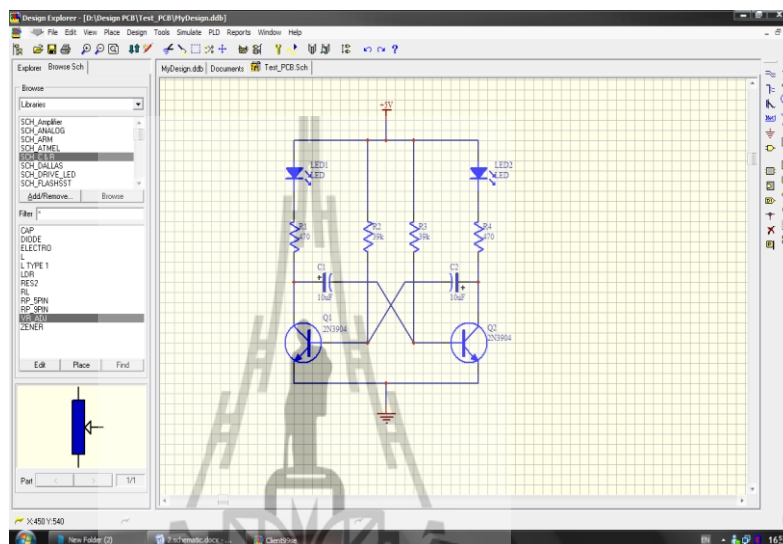 Design Explorer - [D:\Design PCB\Test_PCB\MyDesign.ddb]
File Edit View Place Design Tools Simulate PLD Reports Window Help
Explorer Browse Sch
MyDesign.ddb Documents Test_PCB.Sch
Browse
Libraries
SCH_Amplifier
SCH_ANALOG
SCH_ARM
SCH_ATMEL
SCH_C & R
SCH_DALLAS
SCH_DRIVE_LED
SCH_FLASHSST
Add/Remove... Browse
Filter *
CAP
DIODE
ELECTRO
L
L TYPE 1
LDR
RES2
RL
RP_5PIN
RP_9PIN
VR_ADJ
ZENER
Edit Place Find
Part < > 1/1
+5V
LED1
LED
LED2
LED
R1
470
R2
39k
R3
39k
R4
470
C1
10uF
C2
10uF
Q1
2N3904
Q2
2N3904
X:450 Y:540
New Folder (2) 2.schematic.docx - ... Client99se EN